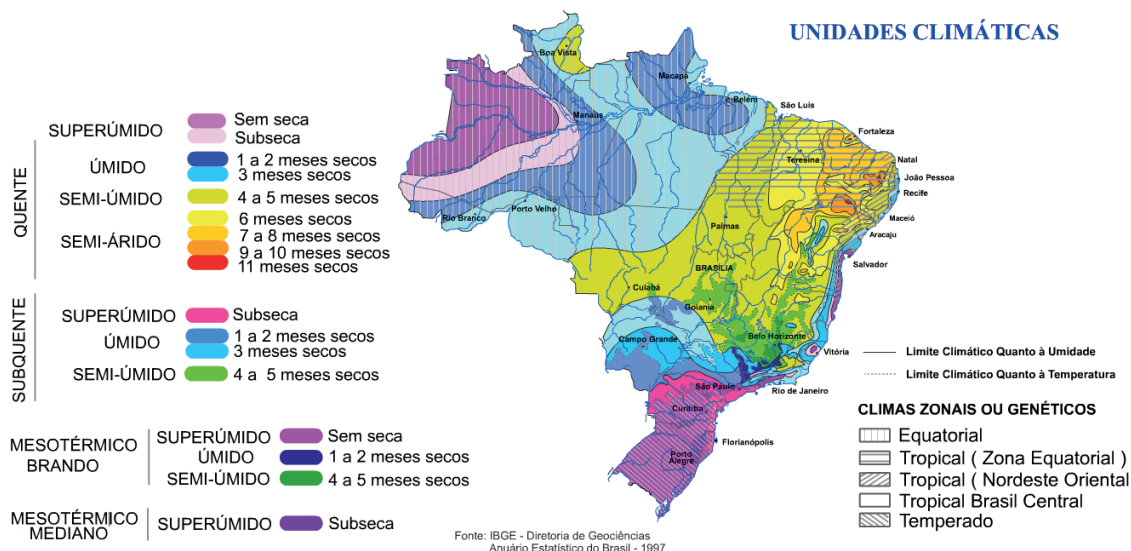 UNIDADES CLIMÁTICAS
QUENTE
SUPERÚMIDO
Sem seca
Subseca
ÚMIDO
1 a 2 meses secos
3 meses secos
SEMI-ÚMIDO
4 a 5 meses secos
SEMI-ÁRIDO
6 meses secos
7 a 8 meses secos
9 a 10 meses secos
11 meses secos
SUBQUENTE
SUPERÚMIDO
Subseca
ÚMIDO
1 a 2 meses secos
3 meses secos
SEMI-ÚMIDO
4 a 5 meses secos
MESOTÉRMICO
BRANDO
SUPERÚMIDO
Sem seca
ÚMIDO
1 a 2 meses secos
SEMI-ÚMIDO
4 a 5 meses secos
MESOTÉRMICO
MEDIANO
SUPERÚMIDO
Subseca
Boa Vista
Macapá
Belém
Manaus
São Luís
Fortaleza
Teresina
Natal
João Pessoa
Recife
Porto Velho
Rio Branco
Maceió
Palmas
Aracaju
Salvador
BRASÍLIA
Cuiabá
Goiania
Belo Horizonte
Campo Grande
Vitória
São Paulo
Rio de Janeiro
Curitiba
Florianópolis
Porto
Alegre
Limite Climático Quanto à Umidade
Limite Climático Quanto à Temperatura
CLIMAS ZONAIS OU GENÉTICOS
Equatorial
Tropical ( Zona Equatorial )
Tropical ( Nordeste Oriental
Tropical Brasil Central
Temperado
Fonte: IBGE - Diretoria de Geociências
Anuário Estatístico do Brasil - 1997